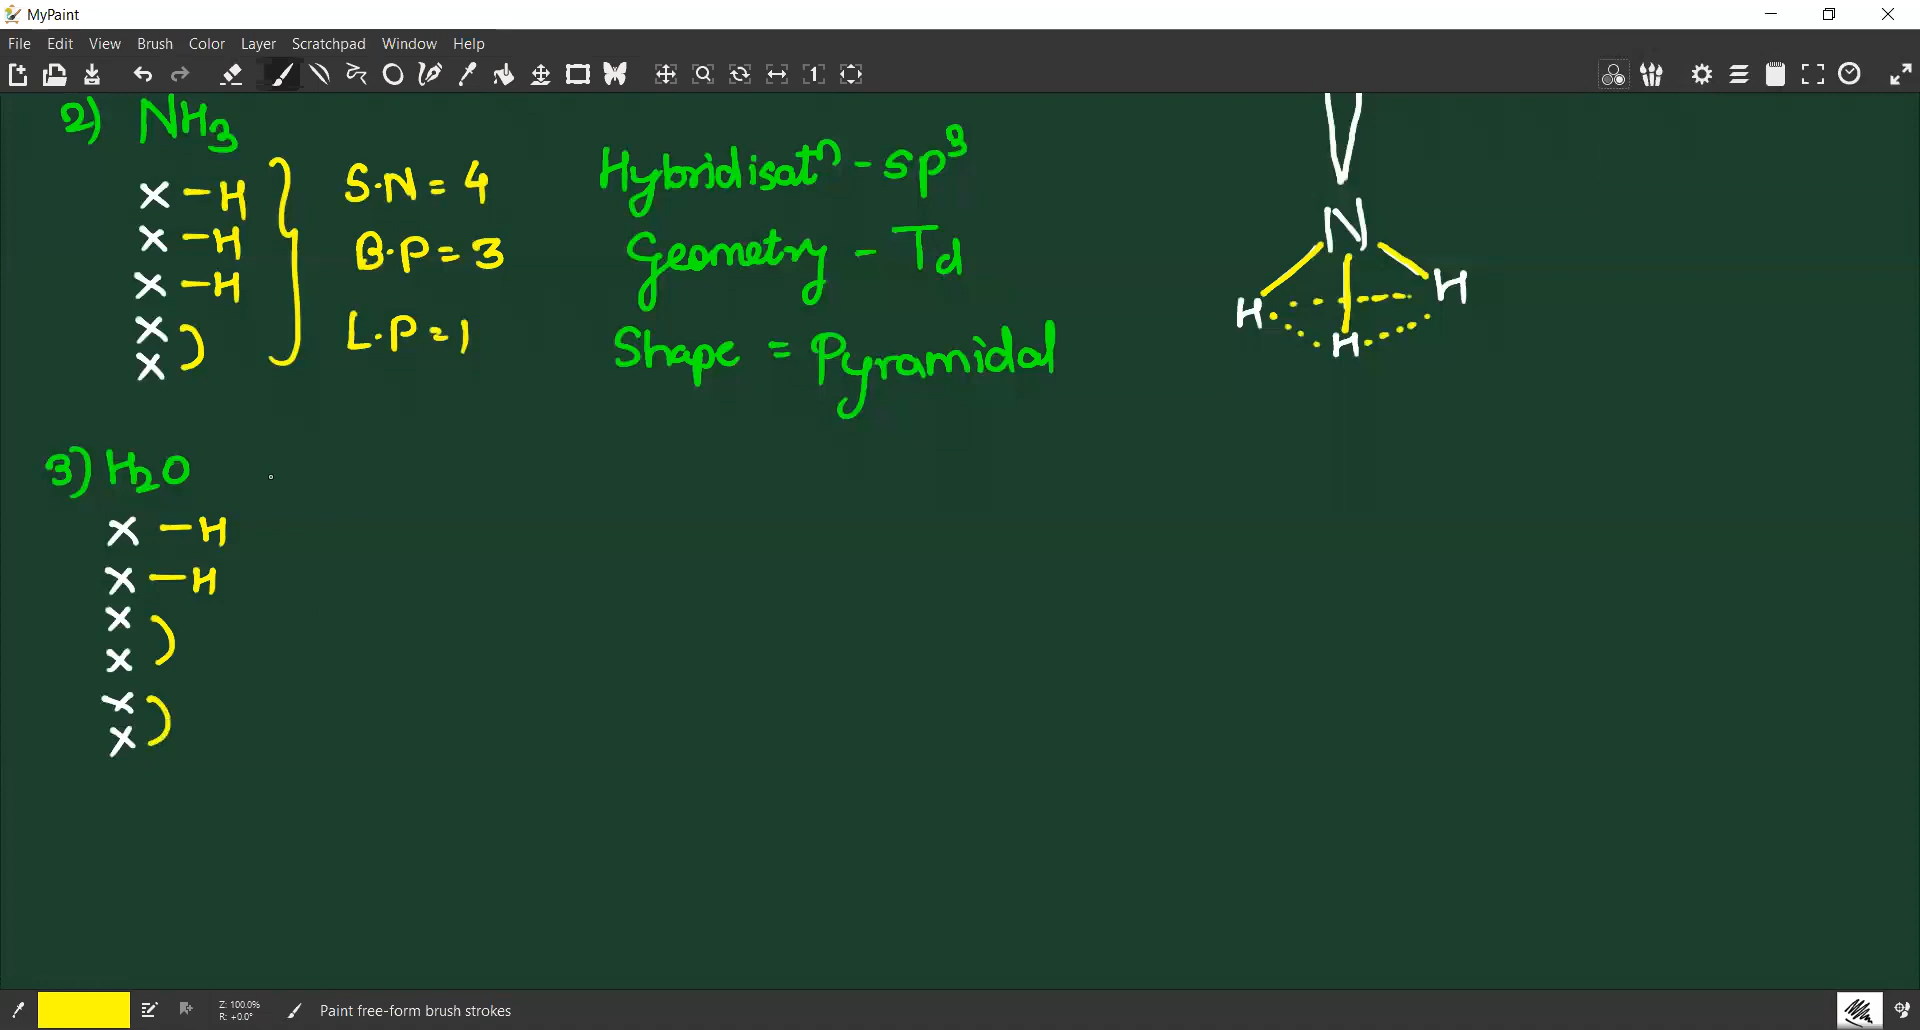 MyPaint
File Edit View Brush Color Layer Scratchpad Window Help
2) NH3
X - H
X - H
X - H
X
X
S.N = 4
B.P = 3
L.P = 1
Hybridisatn - sp3
Geometry - Td
Shape = Pyramidal
N
H H
H
3) H2O
X - H
X - H
X
X
X
X
Z: 100.0%
R: +0.0°
Paint free-form brush strokes